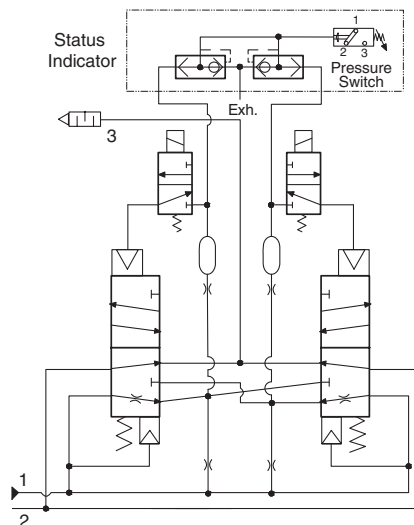 Status
Indicator
1
2 3
Pressure
Switch
Exh.
3
1
2